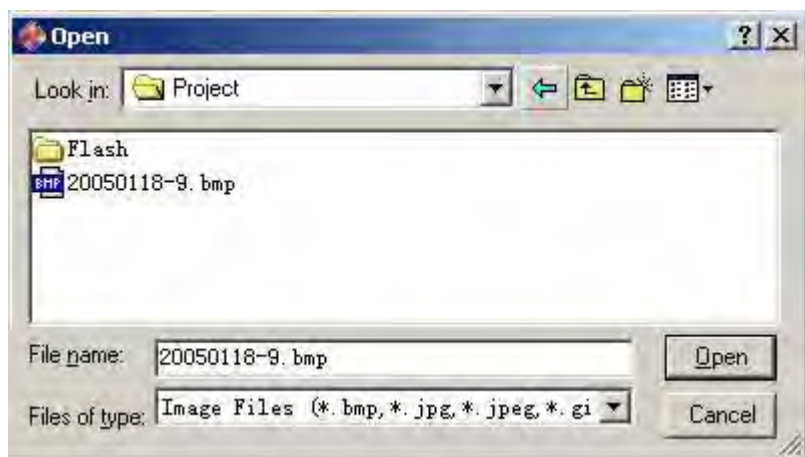 Open
Look in: Project
Flash
BMP 20050118-9.bmp
File name: 20050118-9.bmp Open
Files of type: Image Files (*.bmp,*.jpg,*.jpeg,*.gi Cancel